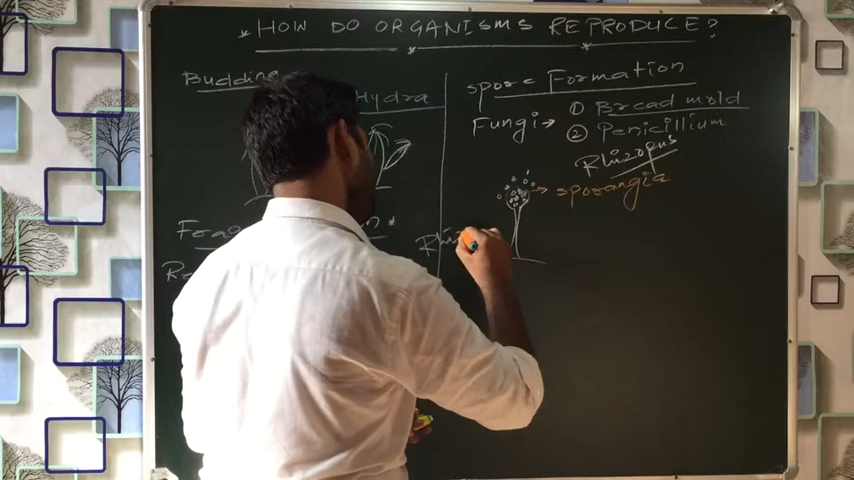 * HOW DO ORGANISMS REPRODUCE?
Budding
Hydra
Spore Formation
Fungi → ① Bread mold
② Penicillium
Rhizopus
→ sporangia